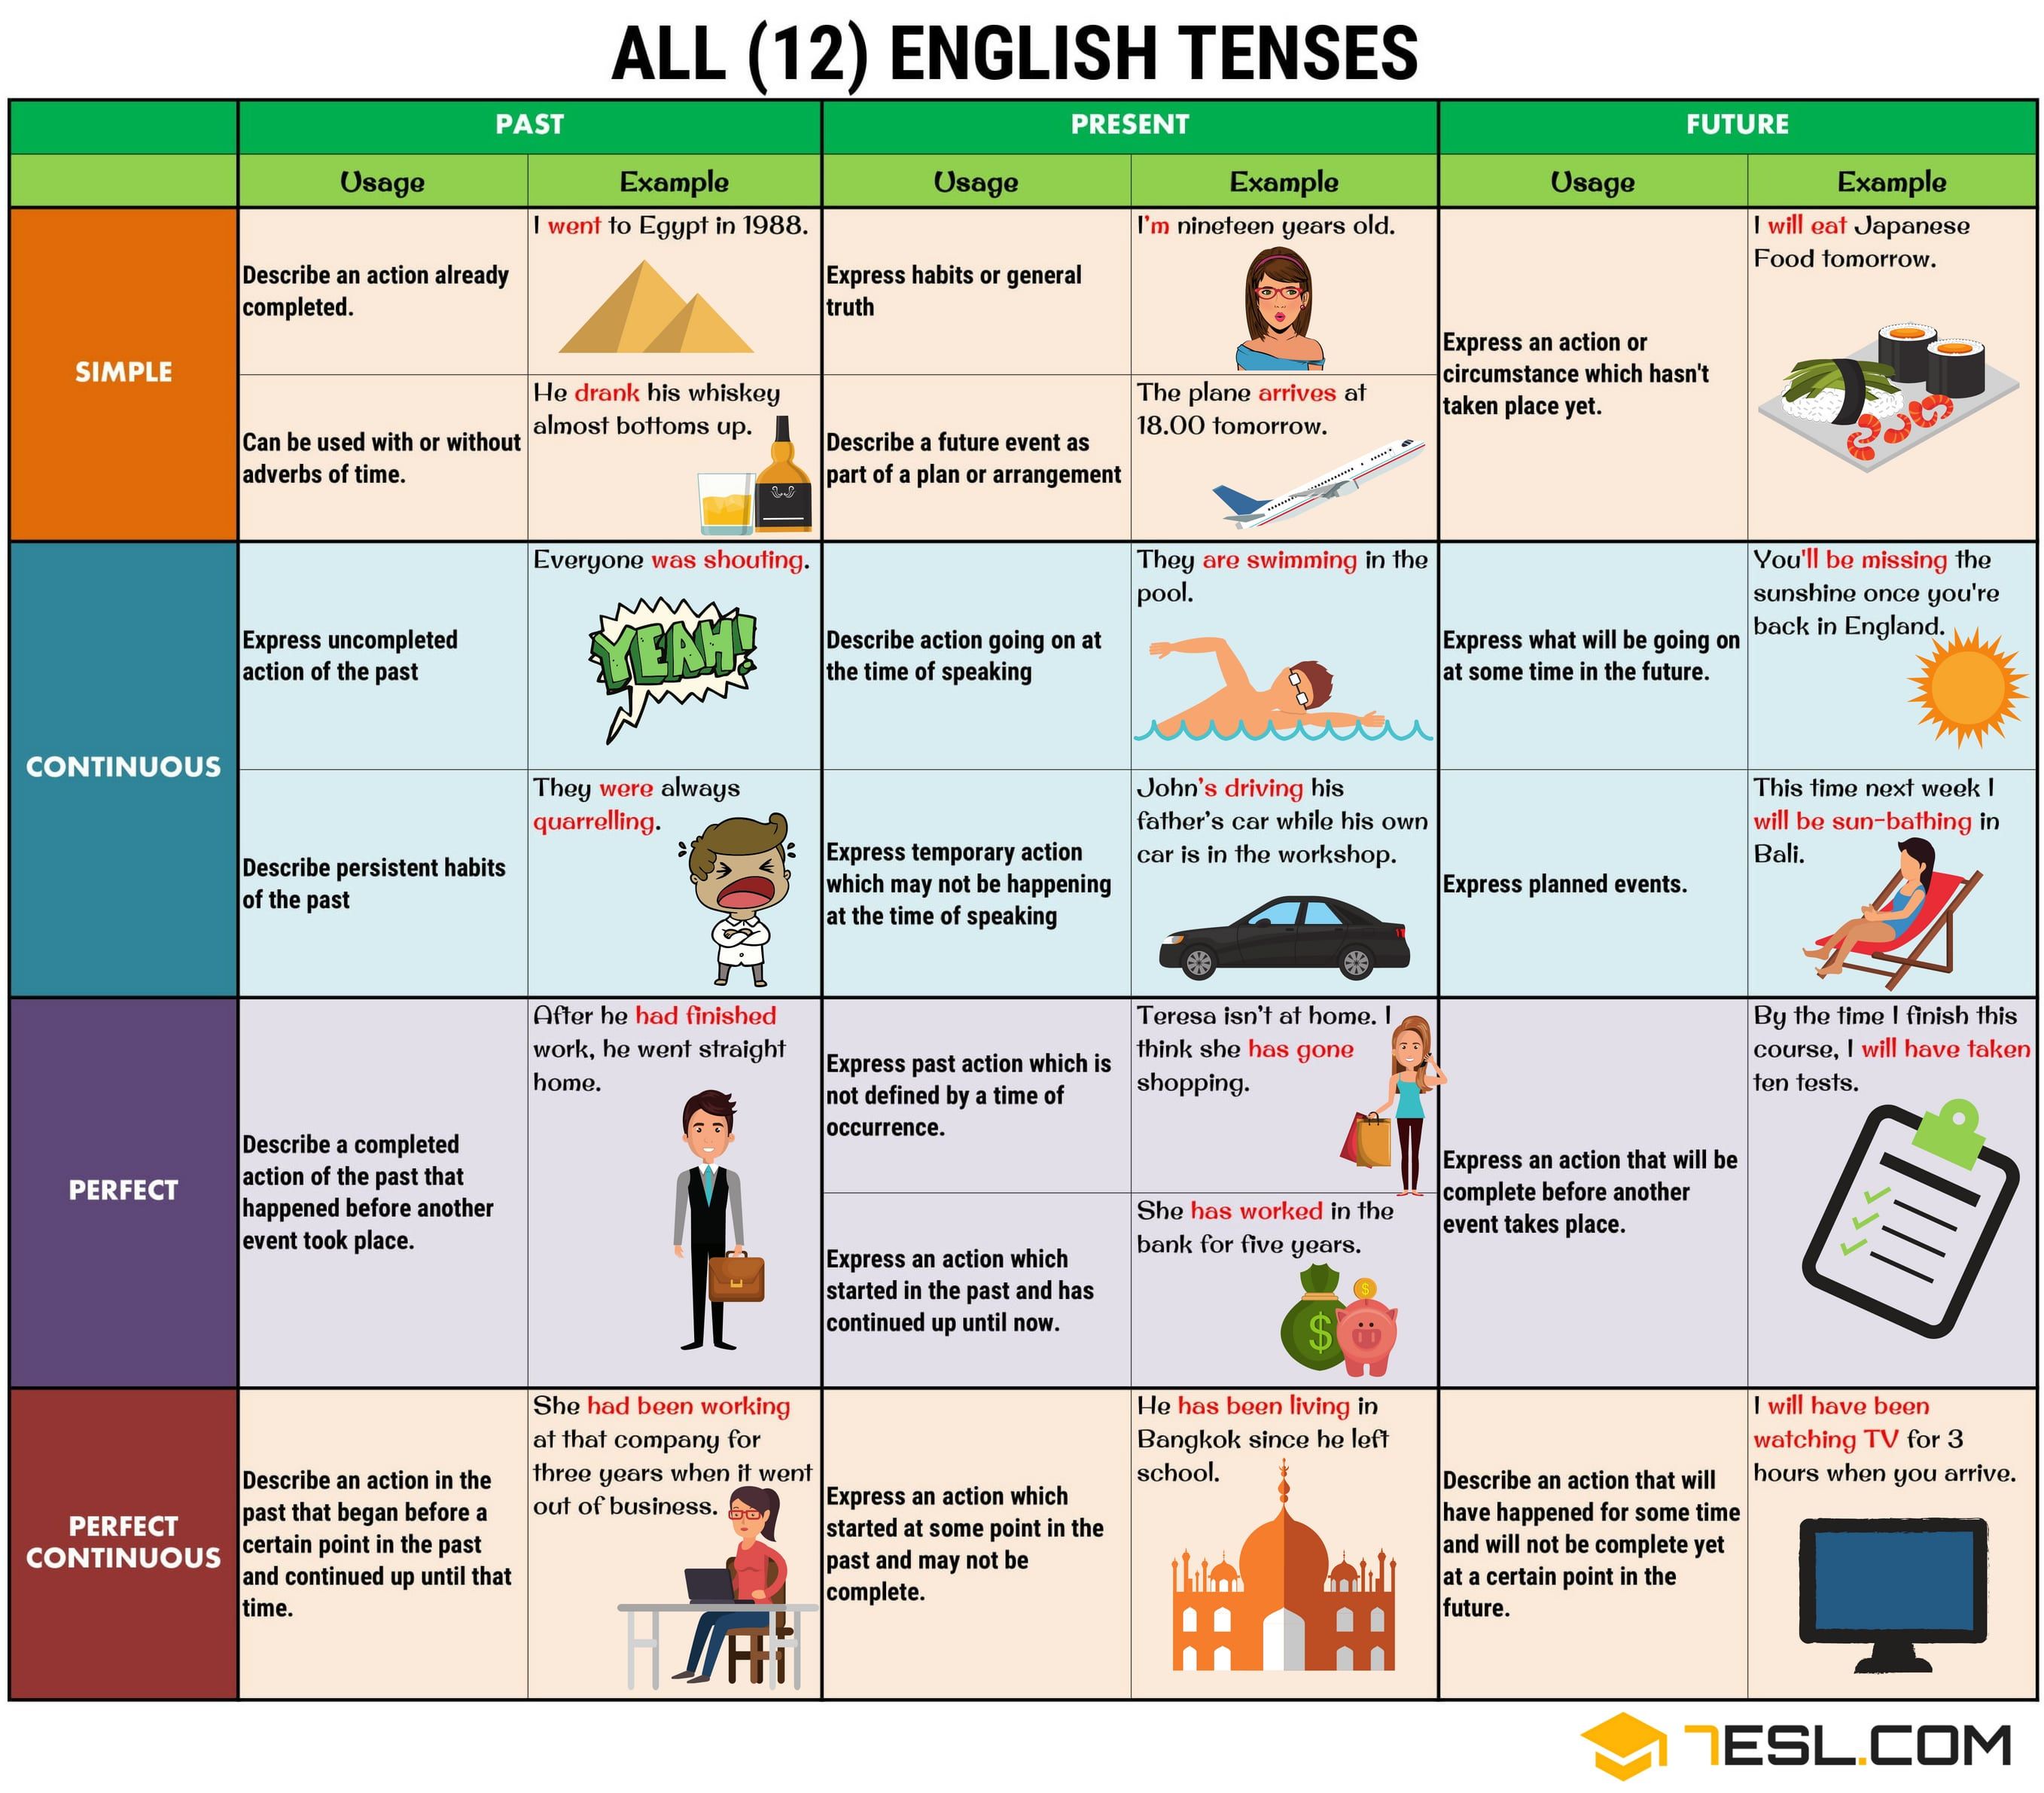 ALL (12) ENGLISH TENSES
PAST
PRESENT
FUTURE
Usage
Example
Usage
Example
Usage
Example
SIMPLE
Describe an action already
completed.
I went to Egypt in 1988.
Express habits or general
truth
I'm nineteen years old.
Express an action or
circumstance which hasn't
taken place yet.
I will eat Japanese
Food tomorrow.
Can be used with or without
adverbs of time.
He drank his whiskey
almost bottoms up.
Describe a future event as
part of a plan or arrangement
The plane arrives at
18.00 tomorrow.
CONTINUOUS
Express uncompleted
action of the past
Everyone was shouting.
YEAH!
Describe action going on at
the time of speaking
They are swimming in the
pool.
Express what will be going on
at some time in the future.
You'll be missing the
sunshine once you're
back in England.
Describe persistent habits
of the past
They were always
quarrelling.
Express temporary action
which may not be happening
at the time of speaking
John's driving his
father's car while his own
car is in the workshop.
Express planned events.
This time next week I
will be sun-bathing in
Bali.
PERFECT
Describe a completed
action of the past that
happened before another
event took place.
After he had finished
work, he went straight
home.
Express past action which is
not defined by a time of
occurrence.
Teresa isn't at home. I
think she has gone
shopping.
Express an action which
started in the past and has
continued up until now.
She has worked in the
bank for five years.
$
$
Express an action that will be
complete before another
event takes place.
By the time I finish this
course, I will have taken
ten tests.
PERFECT
CONTINUOUS
Describe an action in the
past that began before a
certain point in the past
and continued up until that
time.
She had been working
at that company for
three years when it went
out of business.
Express an action which
started at some point in the
past and may not be
complete.
He has been living in
Bangkok since he left
school.
Describe an action that will
have happened for some time
and will not be complete yet
at a certain point in the
future.
I will have been
watching TV for 3
hours when you arrive.
7ESL.COM